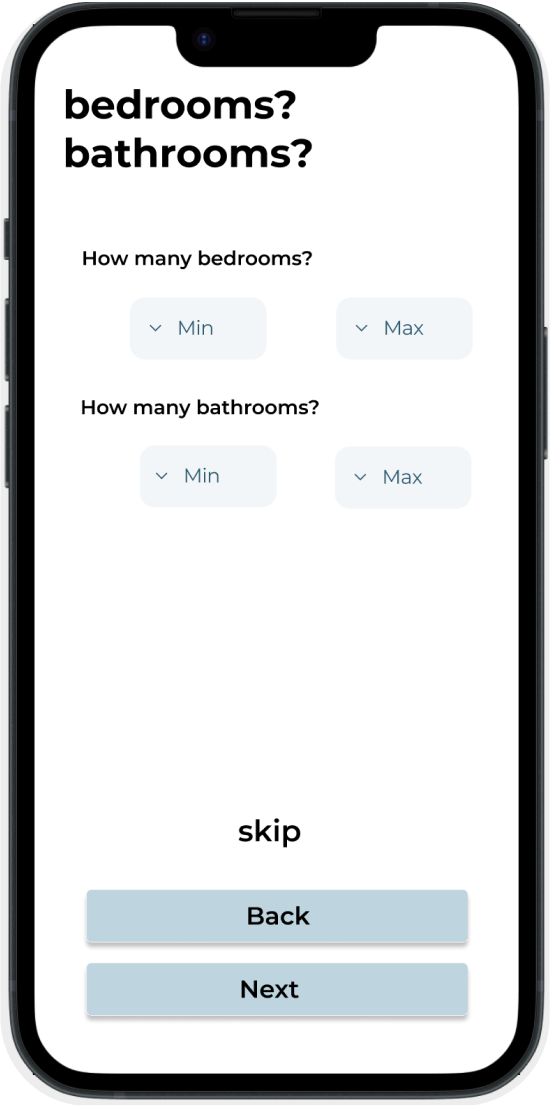 bedrooms?
bathrooms?
How many bedrooms?
Min Max
How many bathrooms?
Min Max
skip
Back
Next